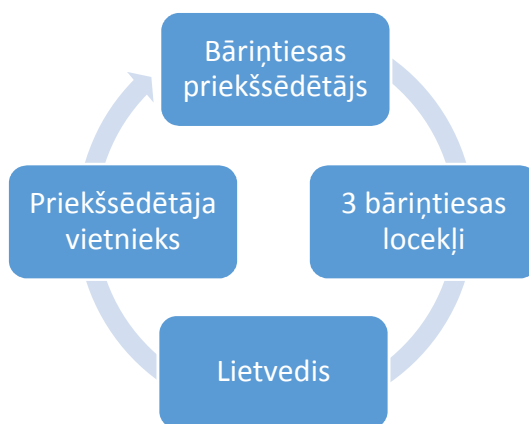 Bāriņtiesas
priekšsēdētājs
3 bāriņtiesas
locekļi
Lietvedis
Priekšsēdētāja
vietnieks